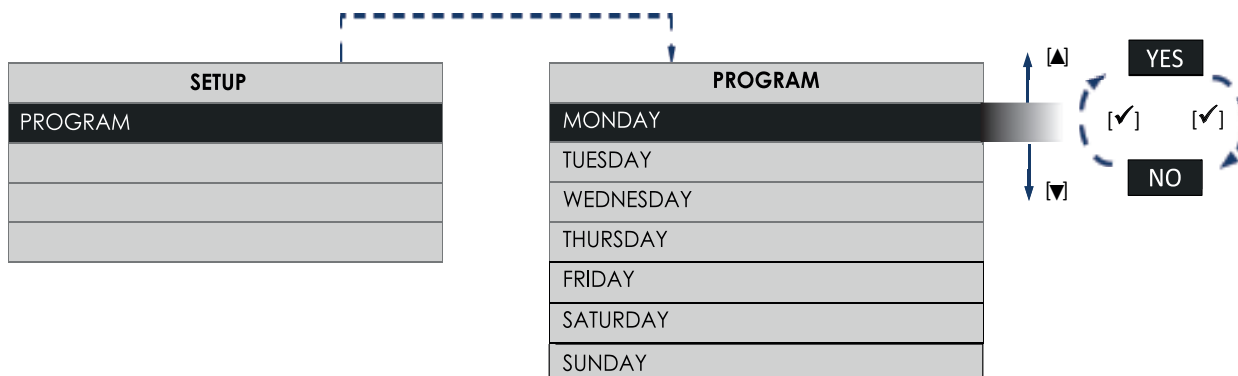 SETUP
PROGRAM
PROGRAM
MONDAY
TUESDAY
WEDNESDAY
THURSDAY
FRIDAY
SATURDAY
SUNDAY
[▲]
[▼]
YES
[✓] [✓]
NO